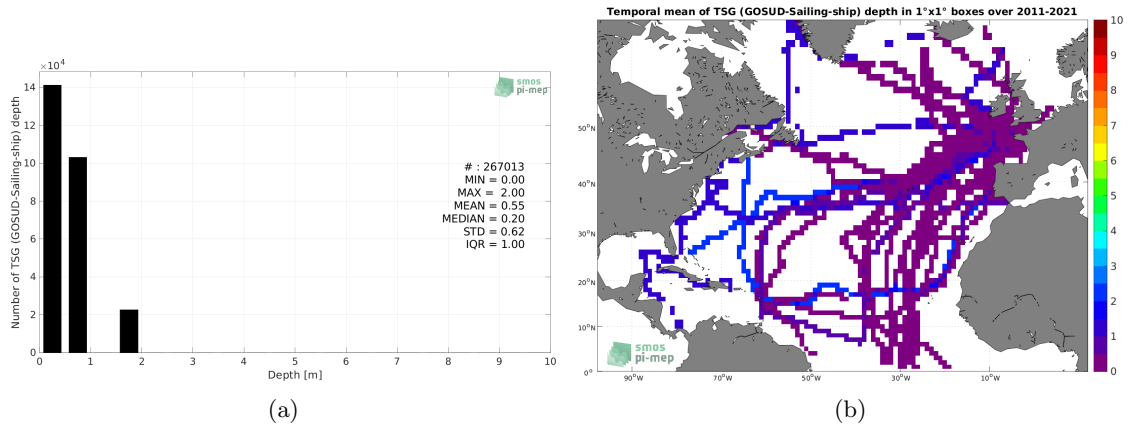 ×10⁴
14
12
10
8
6
4
2
0
Number of TSG (GOSUD-Sailing-ship) depth
smos
pi-mep
# : 267013
MIN = 0.00
MAX = 2.00
MEAN = 0.55
MEDIAN = 0.20
STD = 0.62
IQR = 1.00
0 1 2 3 4 5 6 7 8 9 10
Depth [m]
(a)
Temporal mean of TSG (GOSUD-Sailing-ship) depth in 1°x1° boxes over 2011-2021
50°N
40°N
30°N
20°N
10°N
0°
90°W 70°W 50°W 30°W 10°W
smos
pi-mep
10
9
8
7
6
5
4
3
2
1
0
(b)